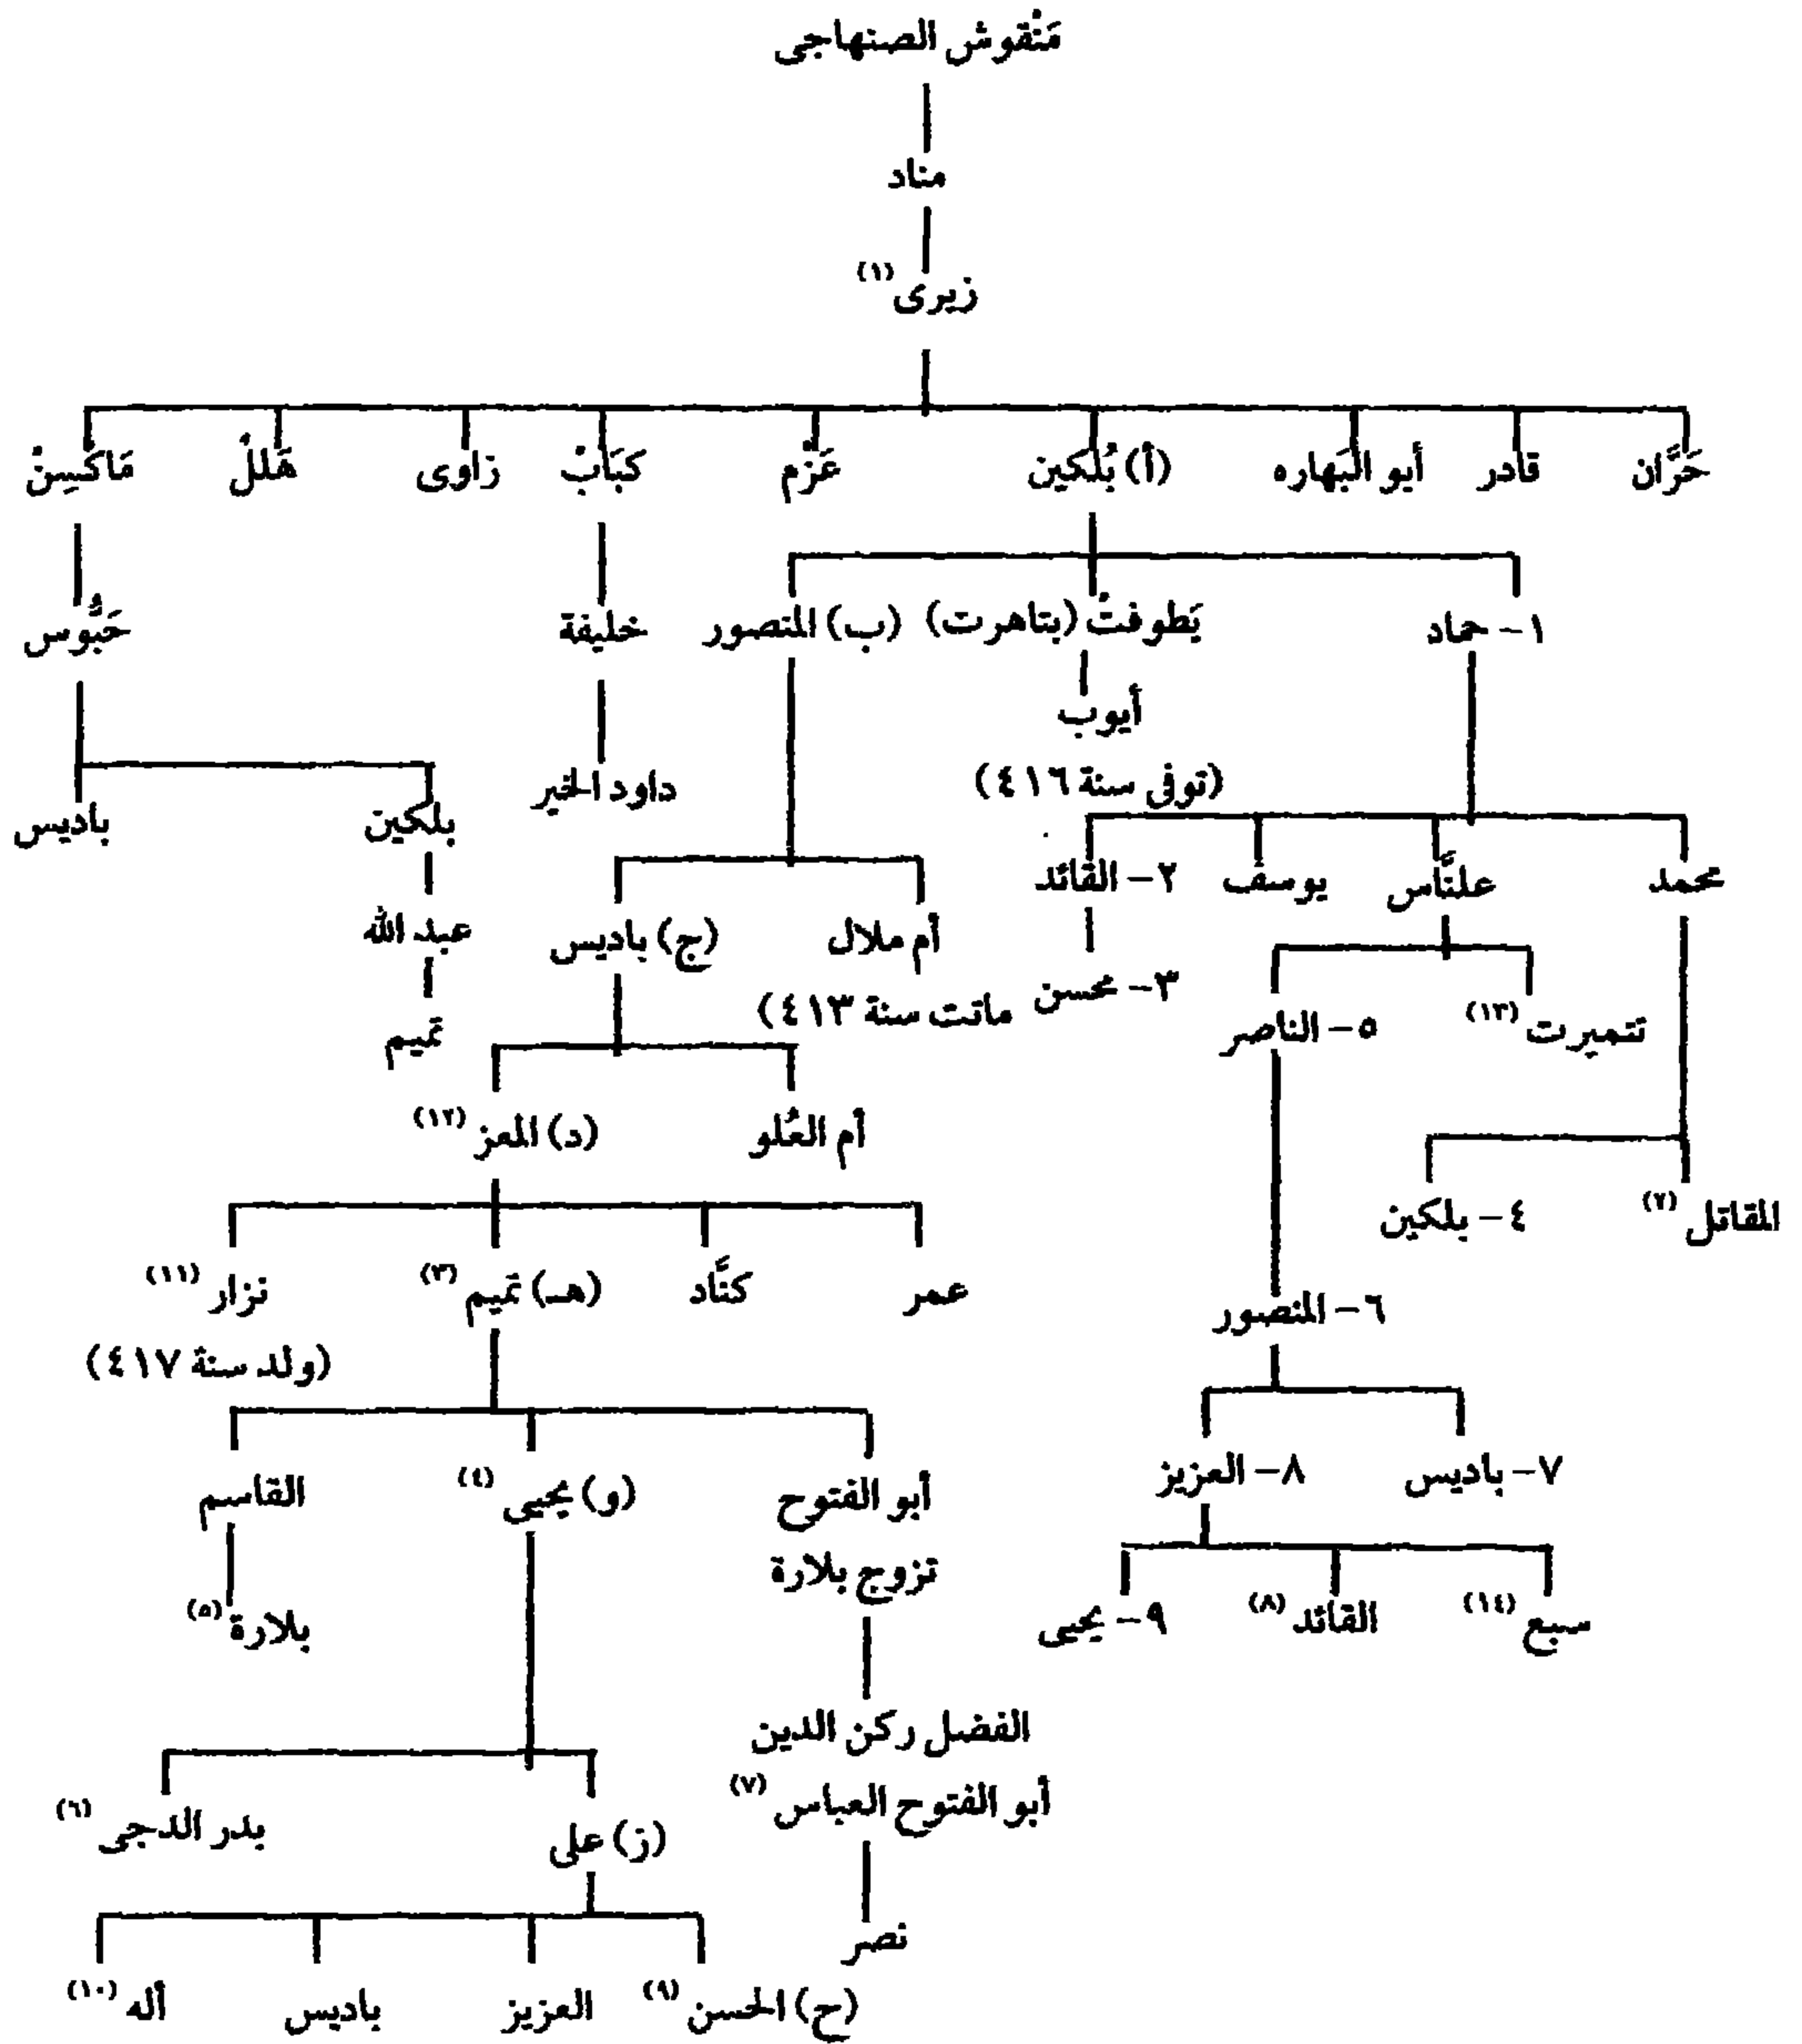 مَنْقوش الصنهاجى
مناد
زيرى (١)
حَرَّان قادر أبو البَهاره (أ) بُلُكين عَزْم كبَابْ زاوى هَللْ مَاكْسِنْ
١- حماد يَطوفتْ (بتاهرت) (ب) المنصور خليفة حَبُّوس
أيوب
(توفى سنة ٤١٦) داود الخير بلكين باديس
محمد علنَّاس يوسف ٢- القائد
أم ملال (ج) باديس عبد الله
تتميرت (١٣) ٥- الناصر ٣- محسن ماتت سنة ٤١٣) تميم
أم العُلو (د) المعز (١٢)
المقاتل (٢) ٤- بلكين
٦- المنصور عمر كنَّاد (هـ) تميم (٣) نزار (١١)
(ولد سنة ٤١٧)
٧- باديس ٨- العزيز أبو الفتوح (و) يحيى (٤) القاسم
تزوج بلارة
سبع (١٤) القائد (٨) ٩- يحيى بلارة (٥)
الفضل ركن الدين
أبو الفتوح العباس (٧) (ز) على بدر الدجى (٦)
نصر
(ح) الحسن (٩) العزيز باديس أله (١٠)